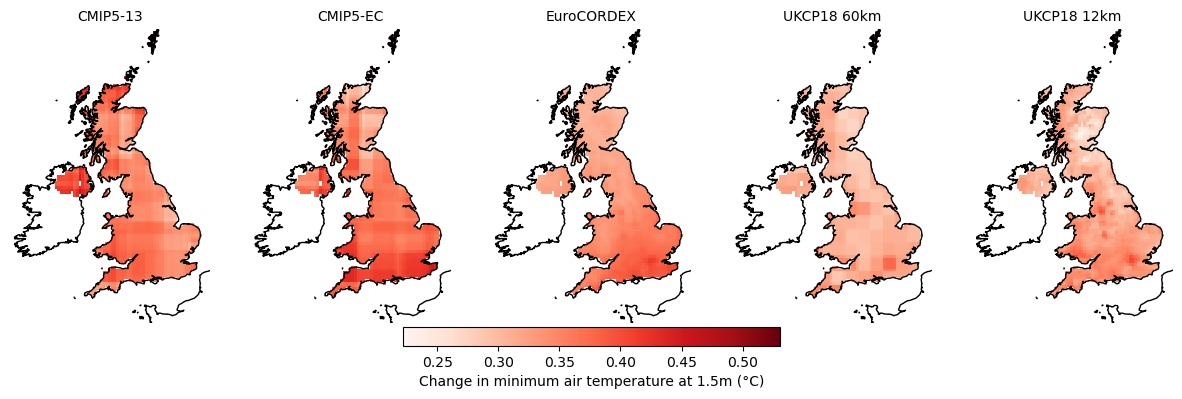 CMIP5-13 CMIP5-EC EuroCORDEX UKCP18 60km UKCP18 12km
0.25 0.30 0.35 0.40 0.45 0.50
Change in minimum air temperature at 1.5m (°C)